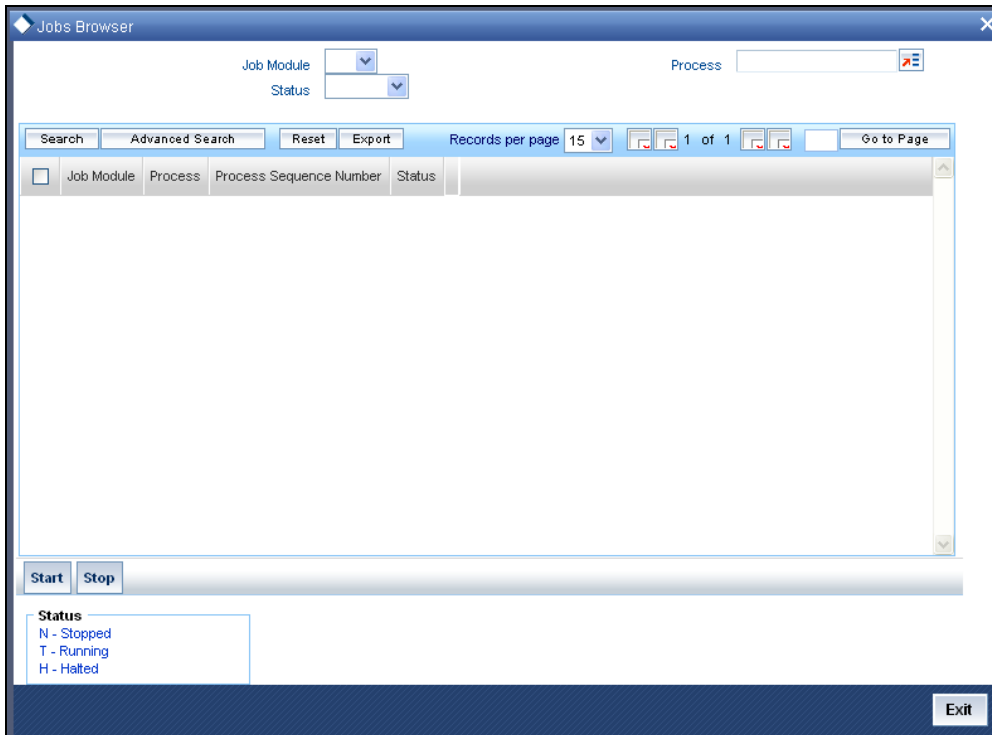 Jobs Browser
Job Module
Process
Status
Search Advanced Search Reset Export Records per page 15 1 of 1 Go to Page
Job Module Process Process Sequence Number Status
Start Stop
Status
N - Stopped
T - Running
H - Halted
Exit